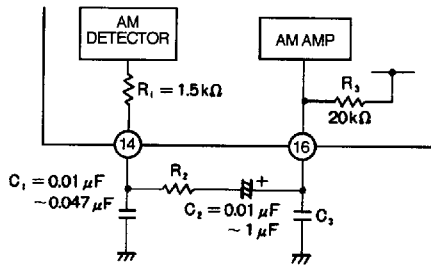 AM
DETECTOR
AM AMP
R₁ = 1.5kΩ
R₃
20kΩ
14
16
C₁ = 0.01 μF
~0.047 μF
R₂
+
C₂ = 0.01 μF
~ 1 μF
C₃